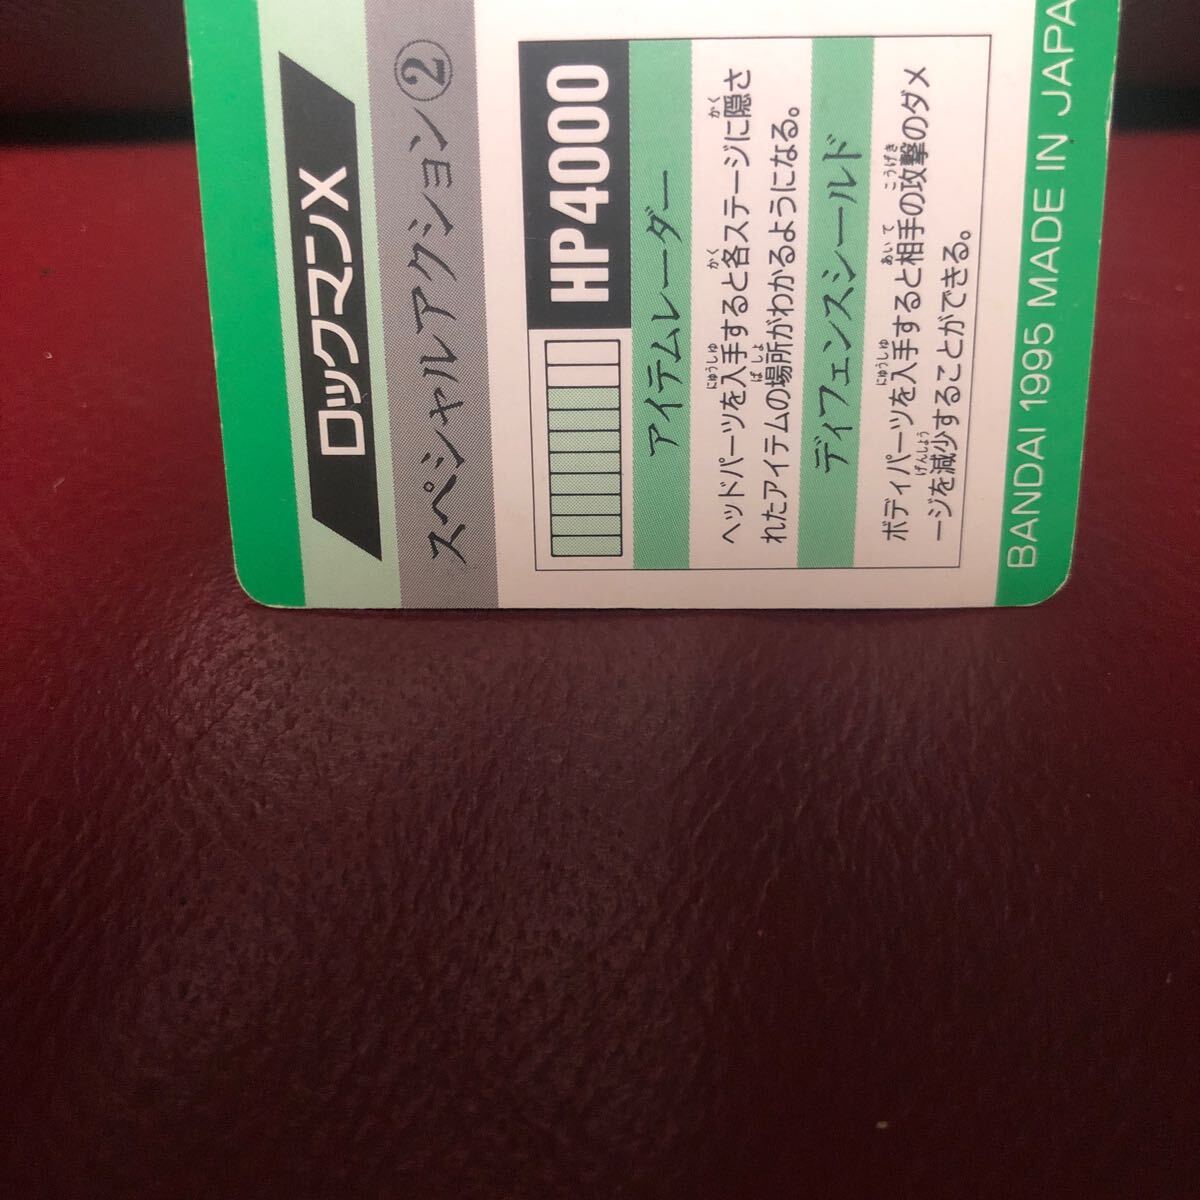 ロックマンX
スペシャルアクション②
HP4000
アイテムレーダー
ヘッドパーツを入手すると各ステージに隠さ
れたアイテムの場所がわかるようになる。
ディフェンスシールド
ボディパーツを入手すると相手の攻撃のダメ
ージを減少することができる。
BANDAI 1995 MADE IN JAPA